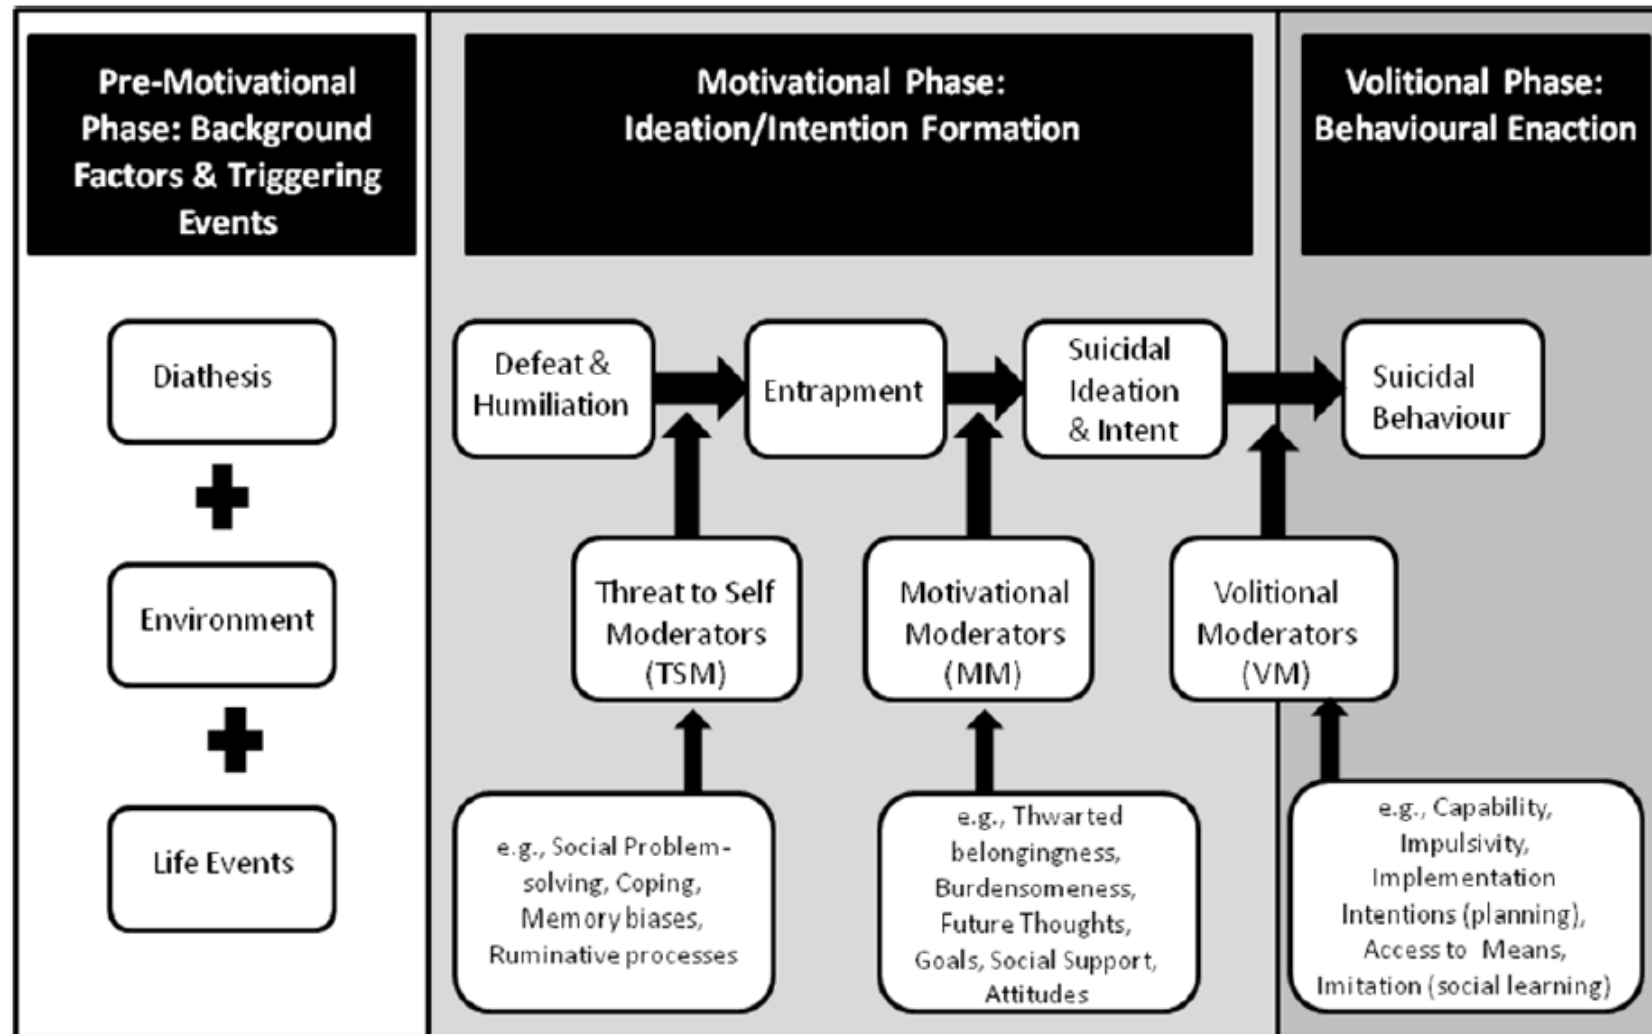 Pre-Motivational
Phase: Background
Factors & Triggering
Events
Motivational Phase:
Ideation/Intention Formation
Volitional Phase:
Behavioural Enaction
Diathesis
Environment
Life Events
Defeat &
Humiliation
Entrapment
Suicidal
Ideation
& Intent
Suicidal
Behaviour
Threat to Self
Moderators
(TSM)
Motivational
Moderators
(MM)
Volitional
Moderators
(VM)
e.g., Social Problem-
solving, Coping,
Memory biases,
Ruminative processes
e.g., Thwarted
belongingness,
Burdensomeness,
Future Thoughts,
Goals, Social Support,
Attitudes
e.g., Capability,
Impulsivity,
Implementation
Intentions (planning),
Access to Means,
Imitation (social learning)